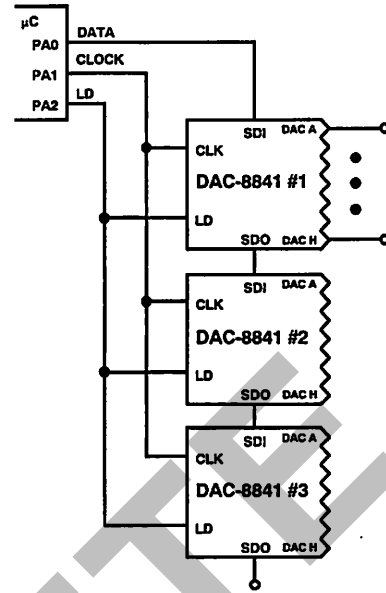 μC
DATA
PA0
CLOCK
PA1
LD
PA2
SDI DAC A
CLK
DAC-8841 #1
LD
SDO DAC H
SDI DAC A
CLK
DAC-8841 #2
LD
SDO DAC H
SDI DAC A
CLK
DAC-8841 #3
LD
SDO DAC H